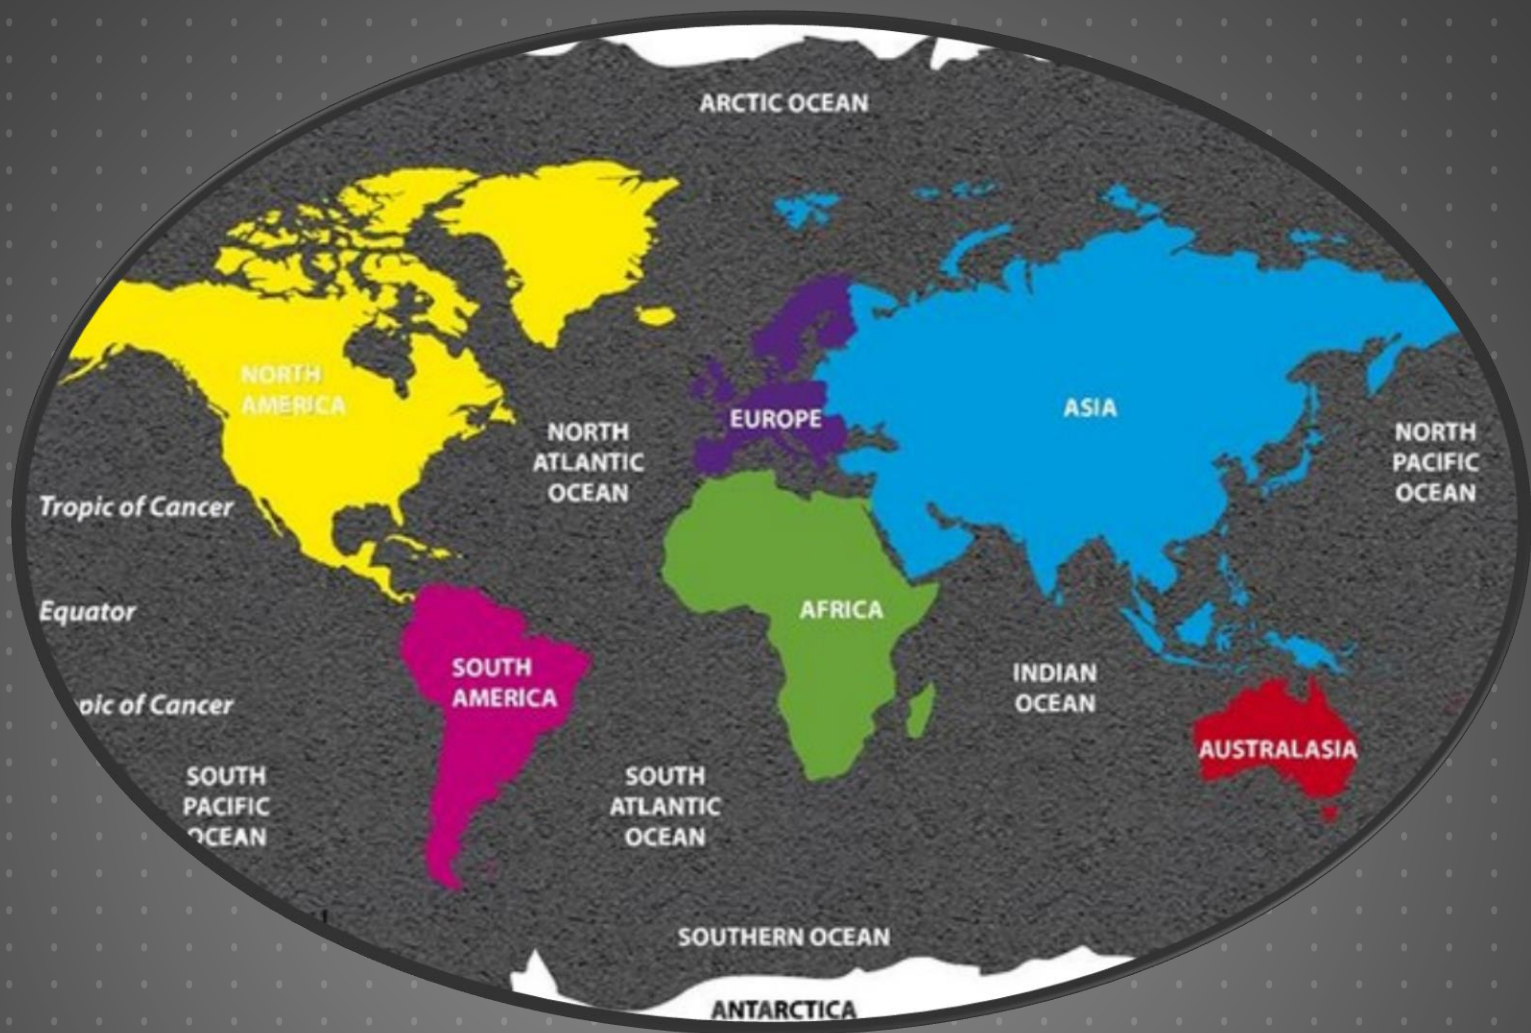 ARCTIC OCEAN
NORTH
AMERICA
EUROPE
ASIA
NORTH
ATLANTIC
OCEAN
NORTH
PACIFIC
OCEAN
Tropic of Cancer
Equator
AFRICA
SOUTH
AMERICA
INDIAN
OCEAN
pic of Cancer
AUSTRALASIA
SOUTH
PACIFIC
OCEAN
SOUTH
ATLANTIC
OCEAN
SOUTHERN OCEAN
ANTARCTICA